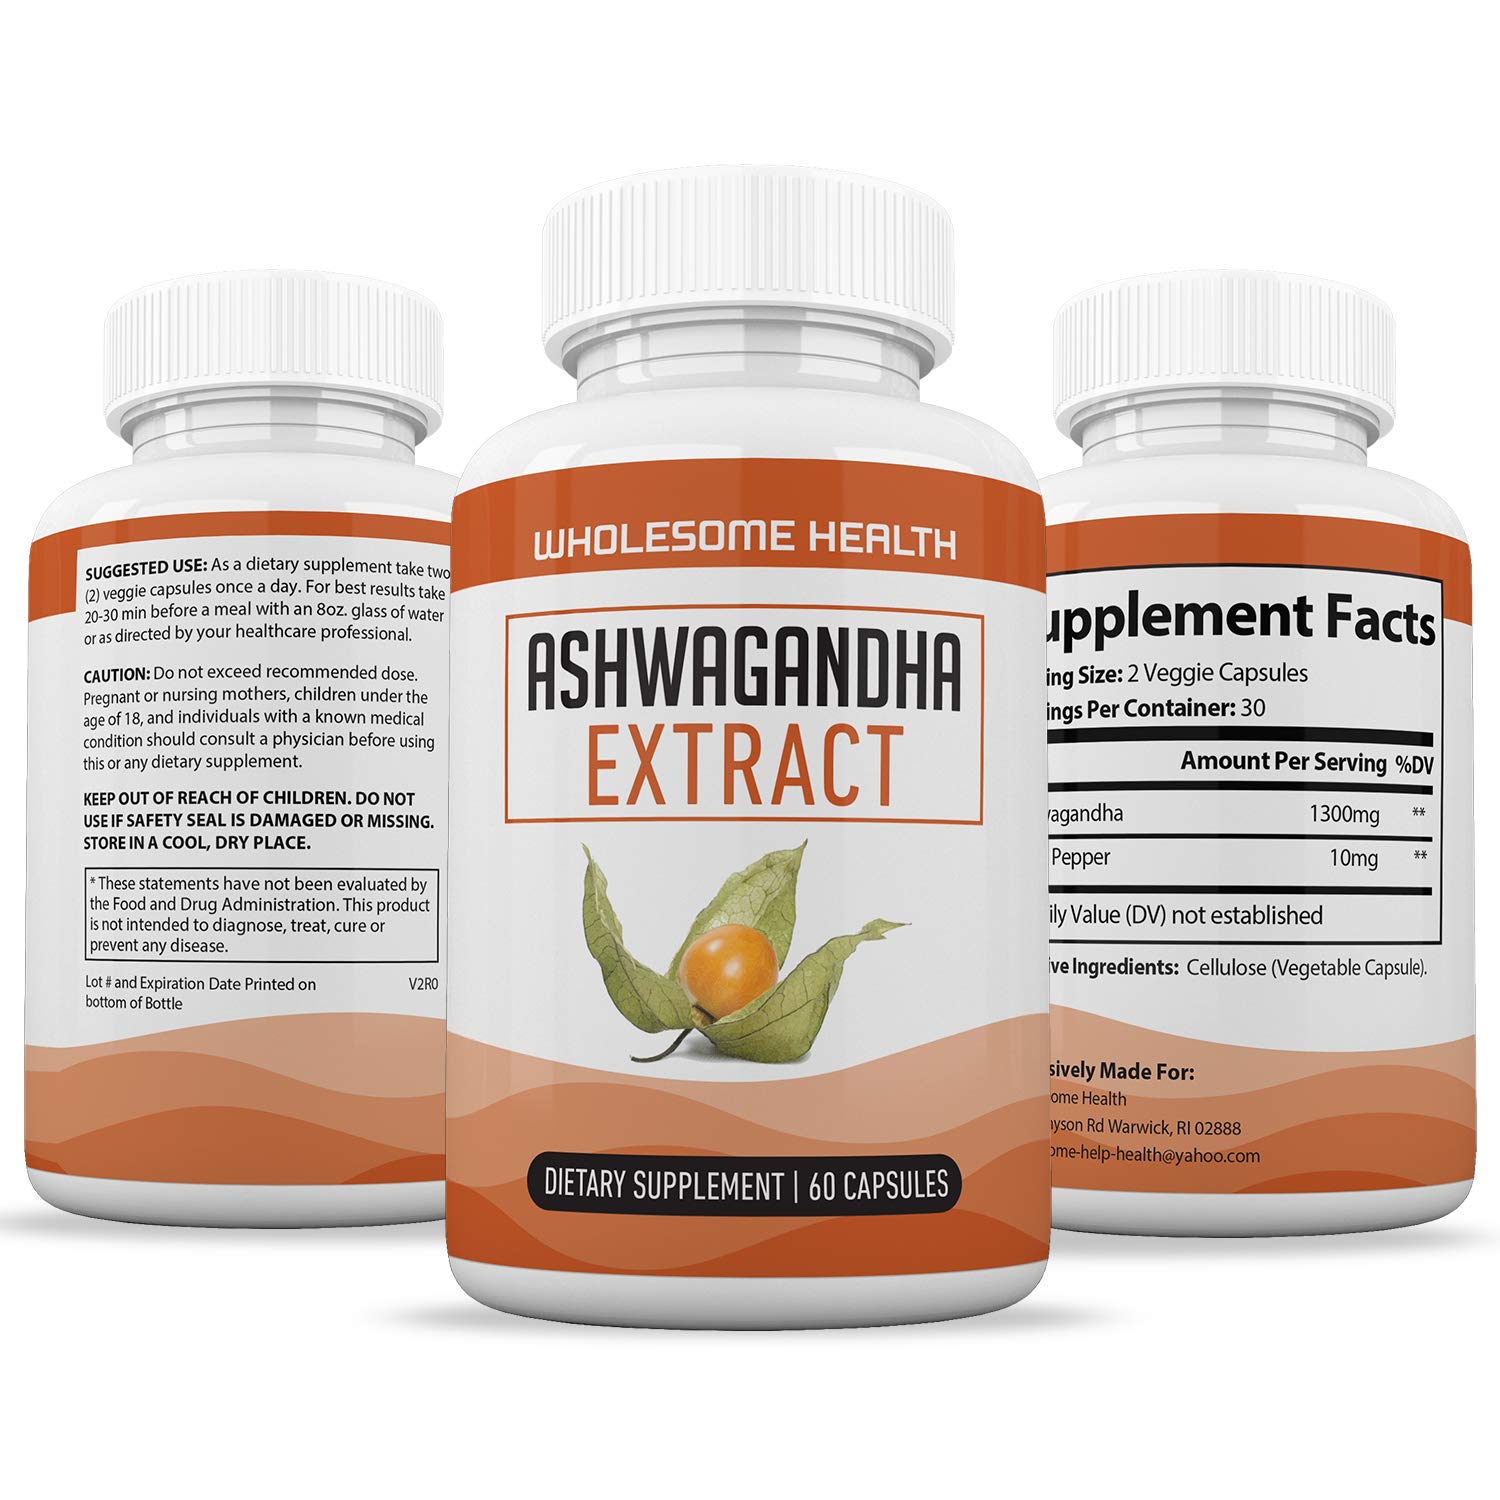 SUGGESTED USE: As a dietary supplement take two
(2) veggie capsules once a day. For best results take
20-30 min before a meal with an 8oz. glass of water
or as directed by your healthcare professional.
CAUTION: Do not exceed recommended dose.
Pregnant or nursing mothers, children under the
age of 18, and individuals with a known medical
condition should consult a physician before using
this or any dietary supplement.
KEEP OUT OF REACH OF CHILDREN. DO NOT
USE IF SAFETY SEAL IS DAMAGED OR MISSING.
STORE IN A COOL, DRY PLACE.
* These statements have not been evaluated by
the Food and Drug Administration. This product
is not intended to diagnose, treat, cure or
prevent any disease.
Lot # and Expiration Date Printed on V2R0
bottom of Bottle
WHOLESOME HEALTH
ASHWAGANDHA
EXTRACT
DIETARY SUPPLEMENT | 60 CAPSULES
upplement Facts
ing Size: 2 Veggie Capsules
ings Per Container: 30
Amount Per Serving %DV
vagandha 1300mg **
Pepper 10mg **
ily Value (DV) not established
ive Ingredients: Cellulose (Vegetable Capsule).
sively Made For:
ome Health
ayson Rd Warwick, RI 02888
ome-help-health@yahoo.com